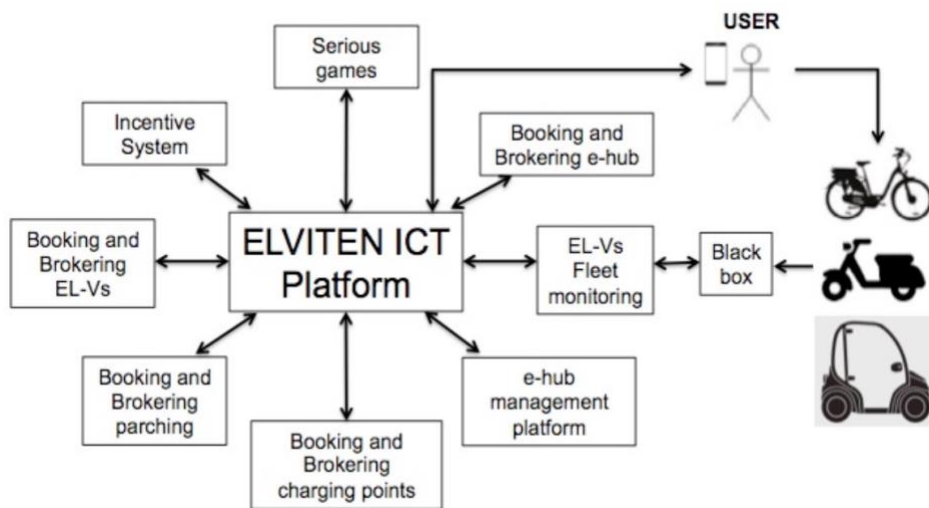 USER
Serious
games
Incentive
System
Booking and
Brokering e-hub
Booking and
Brokering
EL-Vs
ELVITEN ICT
Platform
EL-Vs
Fleet
monitoring
Black
box
Booking and
Brokering
parching
Booking and
Brokering
charging points
e-hub
management
platform